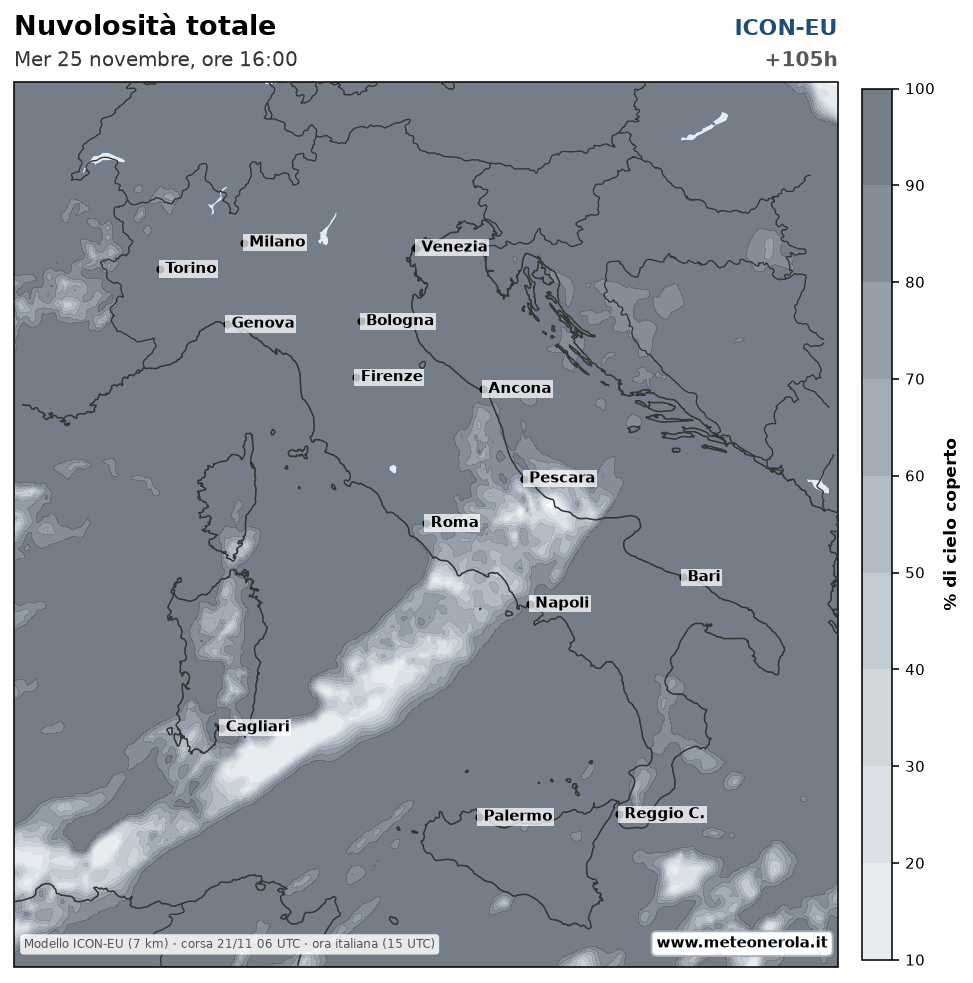 Nuvolosità totale
ICON-EU
Mer 25 novembre, ore 16:00
+105h
100
90
80
70
60
50
40
30
20
10
% di cielo coperto
Milano
Venezia
Torino
Genova
Bologna
Firenze
Ancona
Pescara
Roma
Bari
Napoli
Cagliari
Palermo
Reggio C.
Modello ICON-EU (7 km) · corsa 21/11 06 UTC · ora italiana (15 UTC)
www.meteonerola.it